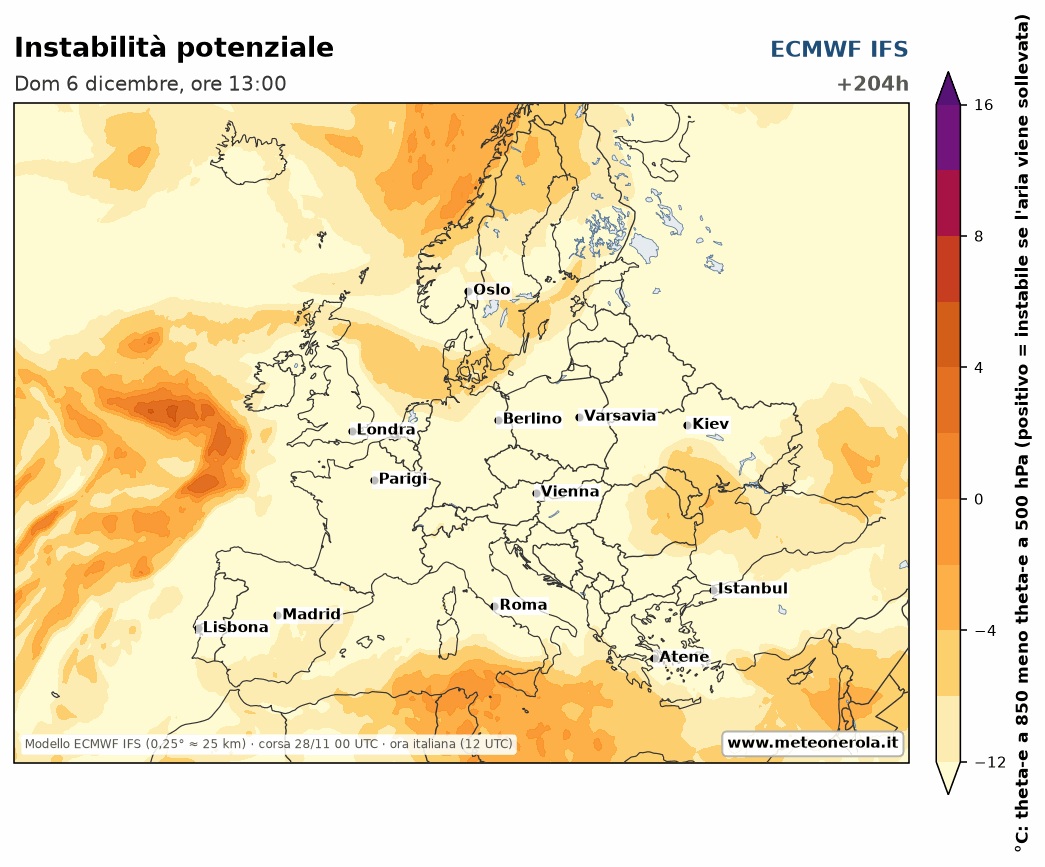 Instabilità potenziale
ECMWF IFS
Dom 6 dicembre, ore 13:00
+204h
Oslo
Londra
Berlino
Varsavia
Kiev
Parigi
Vienna
Istanbul
Roma
Madrid
Lisbona
Atene
Modello ECMWF IFS (0,25° ≈ 25 km) · corsa 28/11 00 UTC · ora italiana (12 UTC)
www.meteonerola.it
16
8
4
0
−4
−12
°C: theta-e a 850 meno theta-e a 500 hPa (positivo = instabile se l'aria viene sollevata)